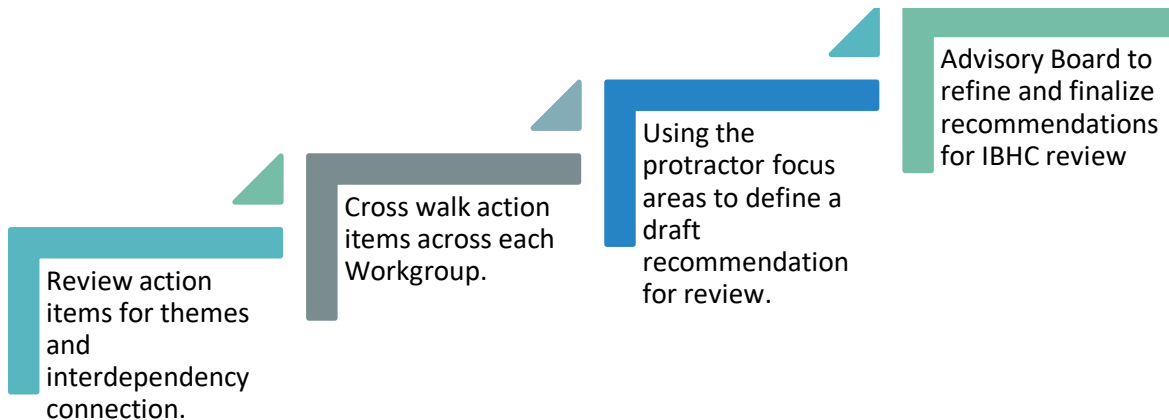 Review action
items for themes
and
interdependency
connection.
Cross walk action
items across each
Workgroup.
Using the
protractor focus
areas to define a
draft
recommendation
for review.
Advisory Board to
refine and finalize
recommendations
for IBHC review